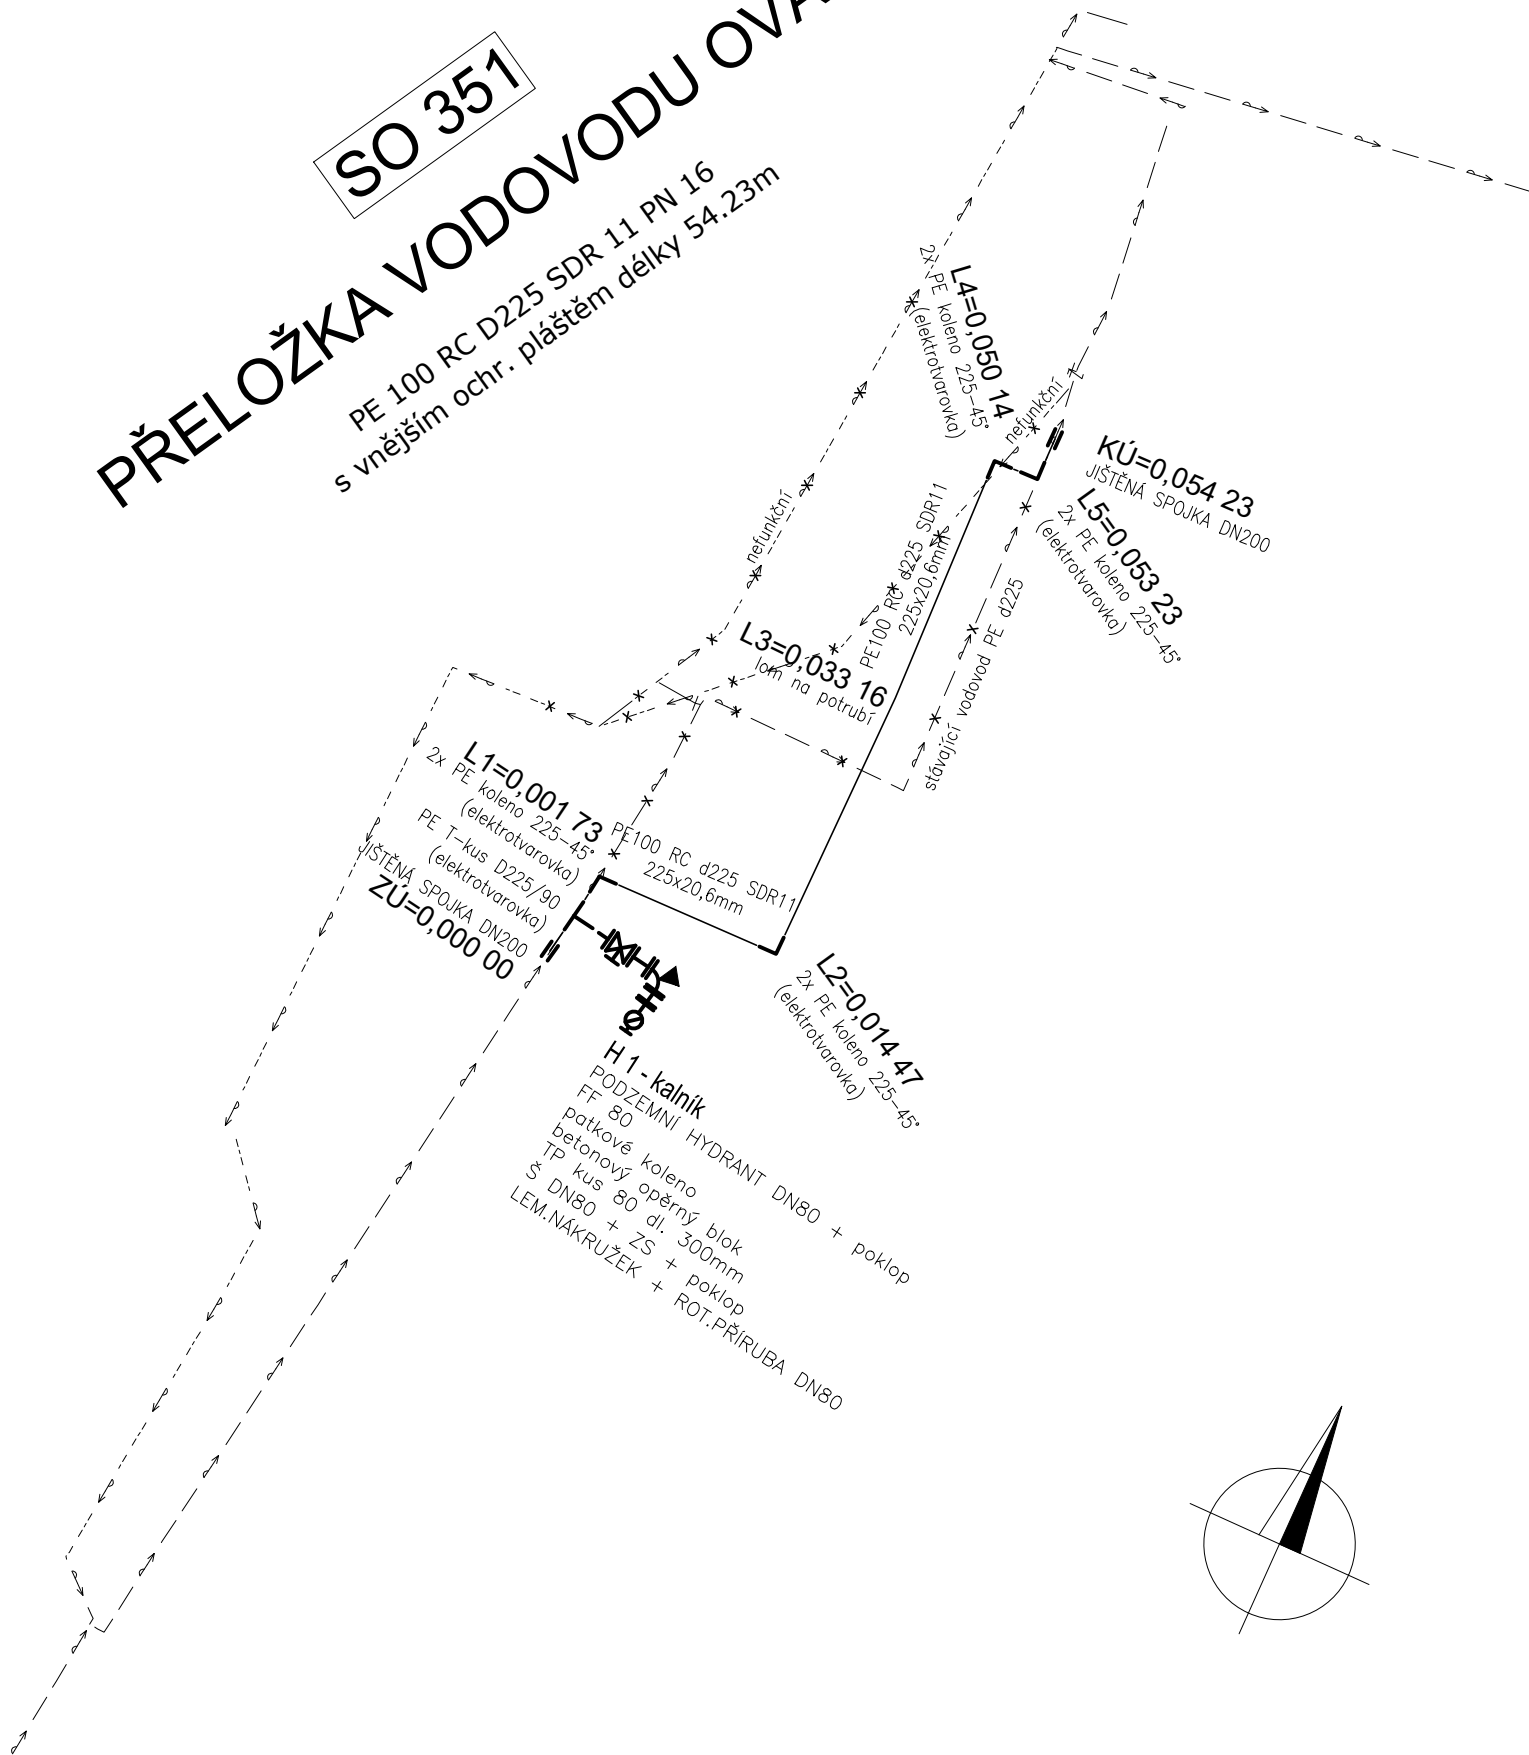 SO 351
PŘELOŽKA VODOVODU
PE 100 RC D225 SDR 11 PN 16
s vnějším ochr. pláštěm délky 54.23m
L4=0,050 14
2x PE koleno 225-45°
(elektrotvarovka)
nefunkční
KÚ=0,054 23
JIŠTĚNÁ SPOJKA DN200
L5=0,053 23
2x PE koleno 225-45°
(elektrotvarovka)
nefunkční
PE100 RC d225 SDR11
225x20,6mm
stávající vodovod PE d225
L3=0,033 16
lom na potrubí
L1=0,001 73
2x PE koleno 225-45°
(elektrotvarovka)
PE T-kus D225/90
(elektrotvarovka)
JIŠTĚNÁ SPOJKA DN200
ZÚ=0,000 00
PE100 RC d225 SDR11
225x20,6mm
L2=0,014 47
2x PE koleno 225-45°
(elektrotvarovka)
H 1 - kalník
PODZEMNÍ HYDRANT DN80 + poklop
FF 80
patkové koleno
betonový opěrný blok
TP kus 80 dl. 300mm
Š DN80 + ZS + poklop
LEM.NÁKRUŽEK + ROT.PŘÍRUBA DN80